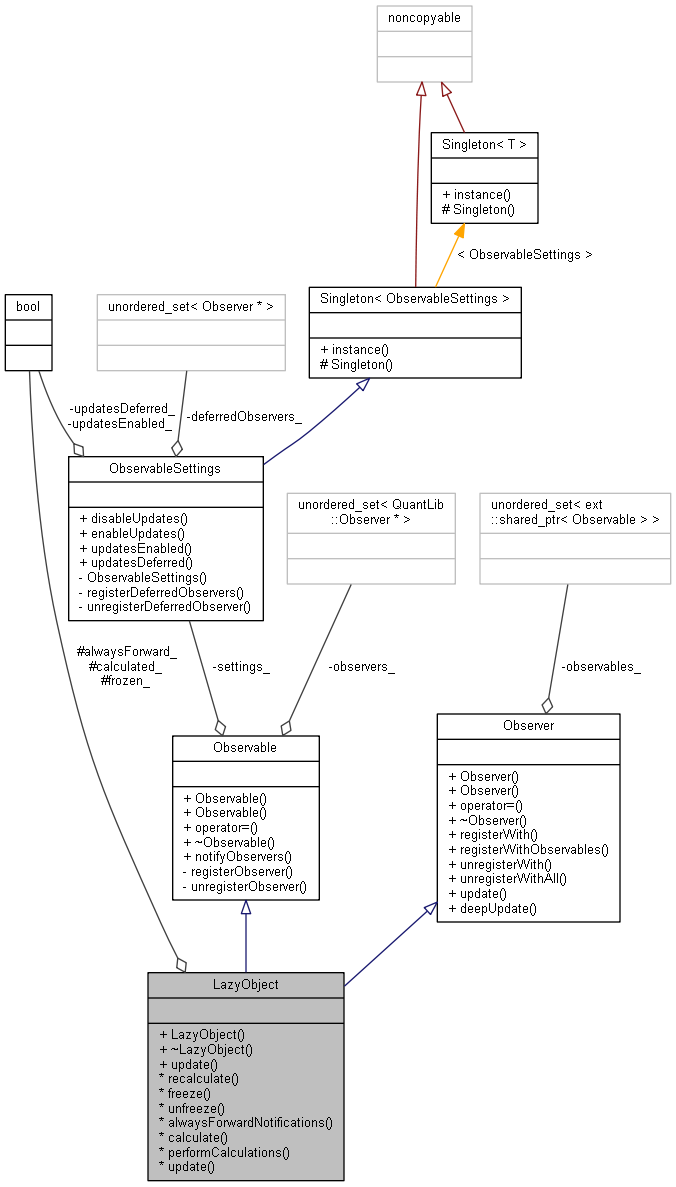 noncopyable
Singleton< T >
+ instance()
# Singleton()
< ObservableSettings >
Singleton< ObservableSettings >
+ instance()
# Singleton()
bool
unordered_set< Observer * >
-updatesDeferred_
-updatesEnabled_
-deferredObservers_
ObservableSettings
+ disableUpdates()
+ enableUpdates()
+ updatesEnabled()
+ updatesDeferred()
- ObservableSettings()
- registerDeferredObservers()
- unregisterDeferredObserver()
unordered_set< QuantLib
::Observer * >
unordered_set< ext
::shared_ptr< Observable > >
#alwaysForward_
#calculated_
#frozen_
-settings_
-observers_
-observables_
Observable
+ Observable()
+ Observable()
+ operator=()
+ ~Observable()
+ notifyObservers()
- registerObserver()
- unregisterObserver()
Observer
+ Observer()
+ Observer()
+ operator=()
+ ~Observer()
+ registerWith()
+ registerWithObservables()
+ unregisterWith()
+ unregisterWithAll()
+ update()
+ deepUpdate()
LazyObject
+ LazyObject()
+ ~LazyObject()
+ update()
* recalculate()
* freeze()
* unfreeze()
* alwaysForwardNotifications()
* calculate()
* performCalculations()
* update()